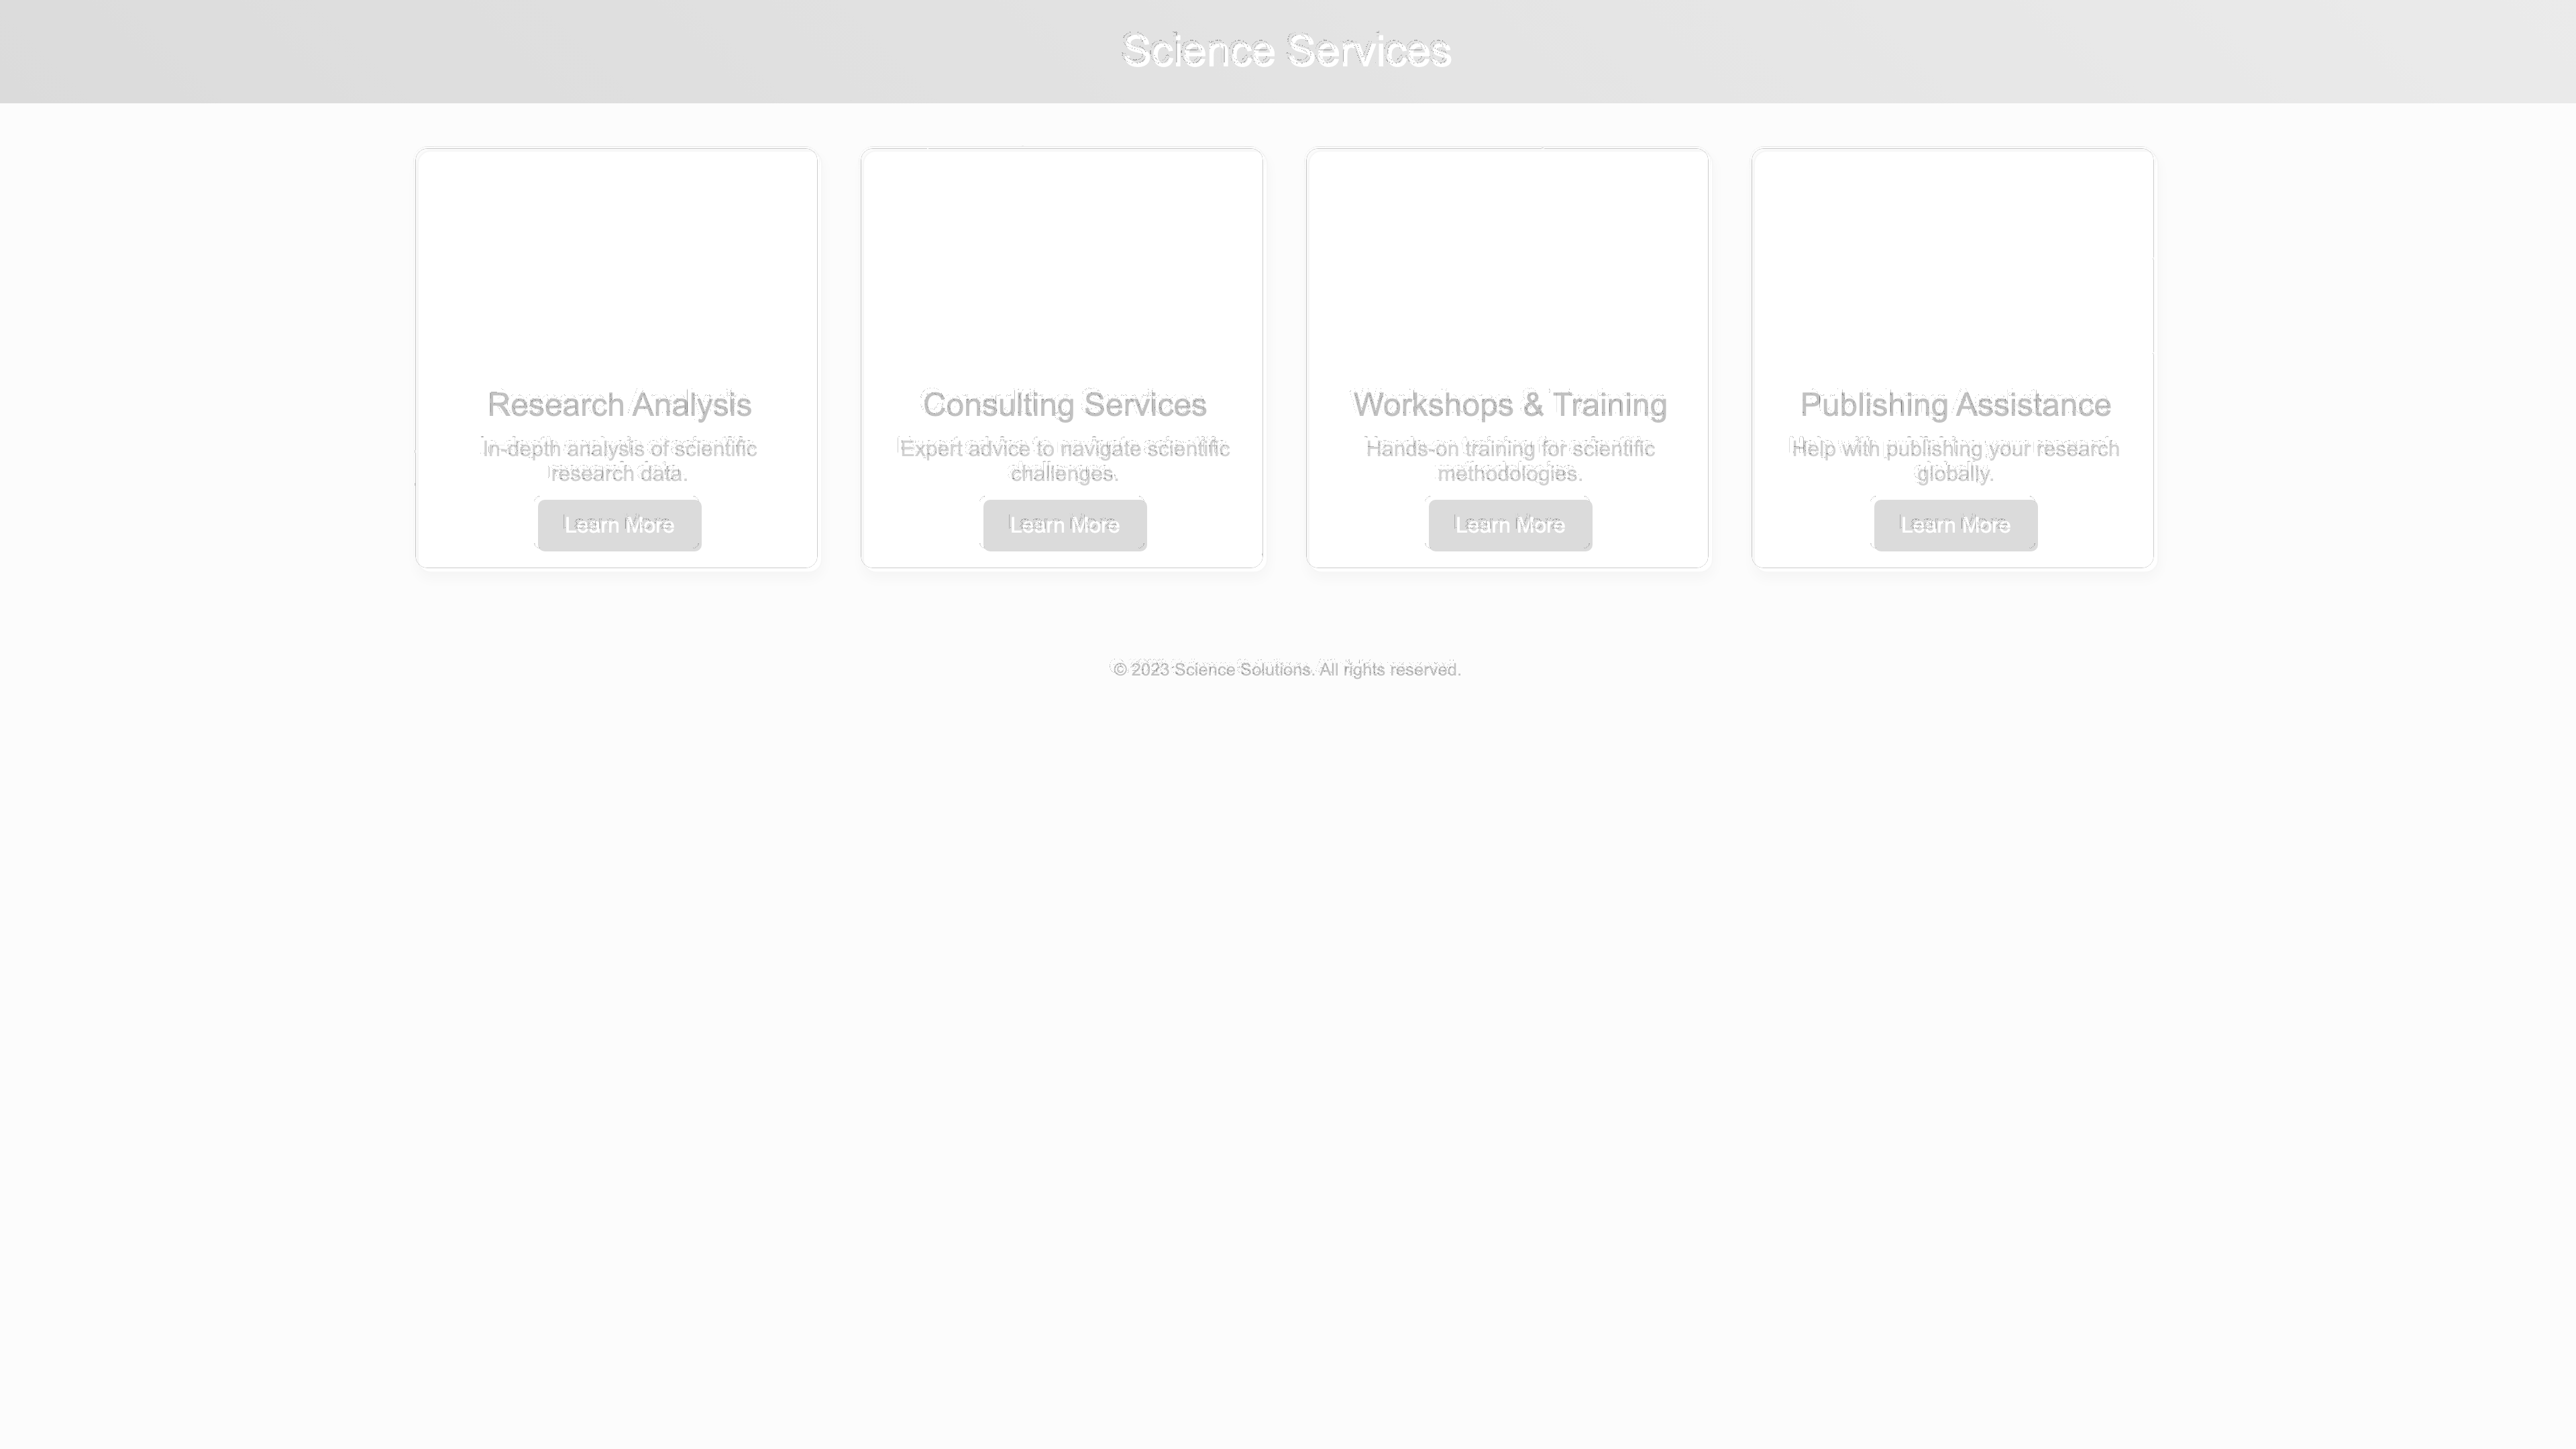 Science Services
Research Analysis
In-depth analysis of scientific
research data.
Learn More
Consulting Services
Expert advice to navigate scientific
challenges.
Learn More
Workshops & Training
Hands-on training for scientific
methodologies.
Learn More
Publishing Assistance
Help with publishing your research
globally.
Learn More
© 2023 Science Solutions. All rights reserved.